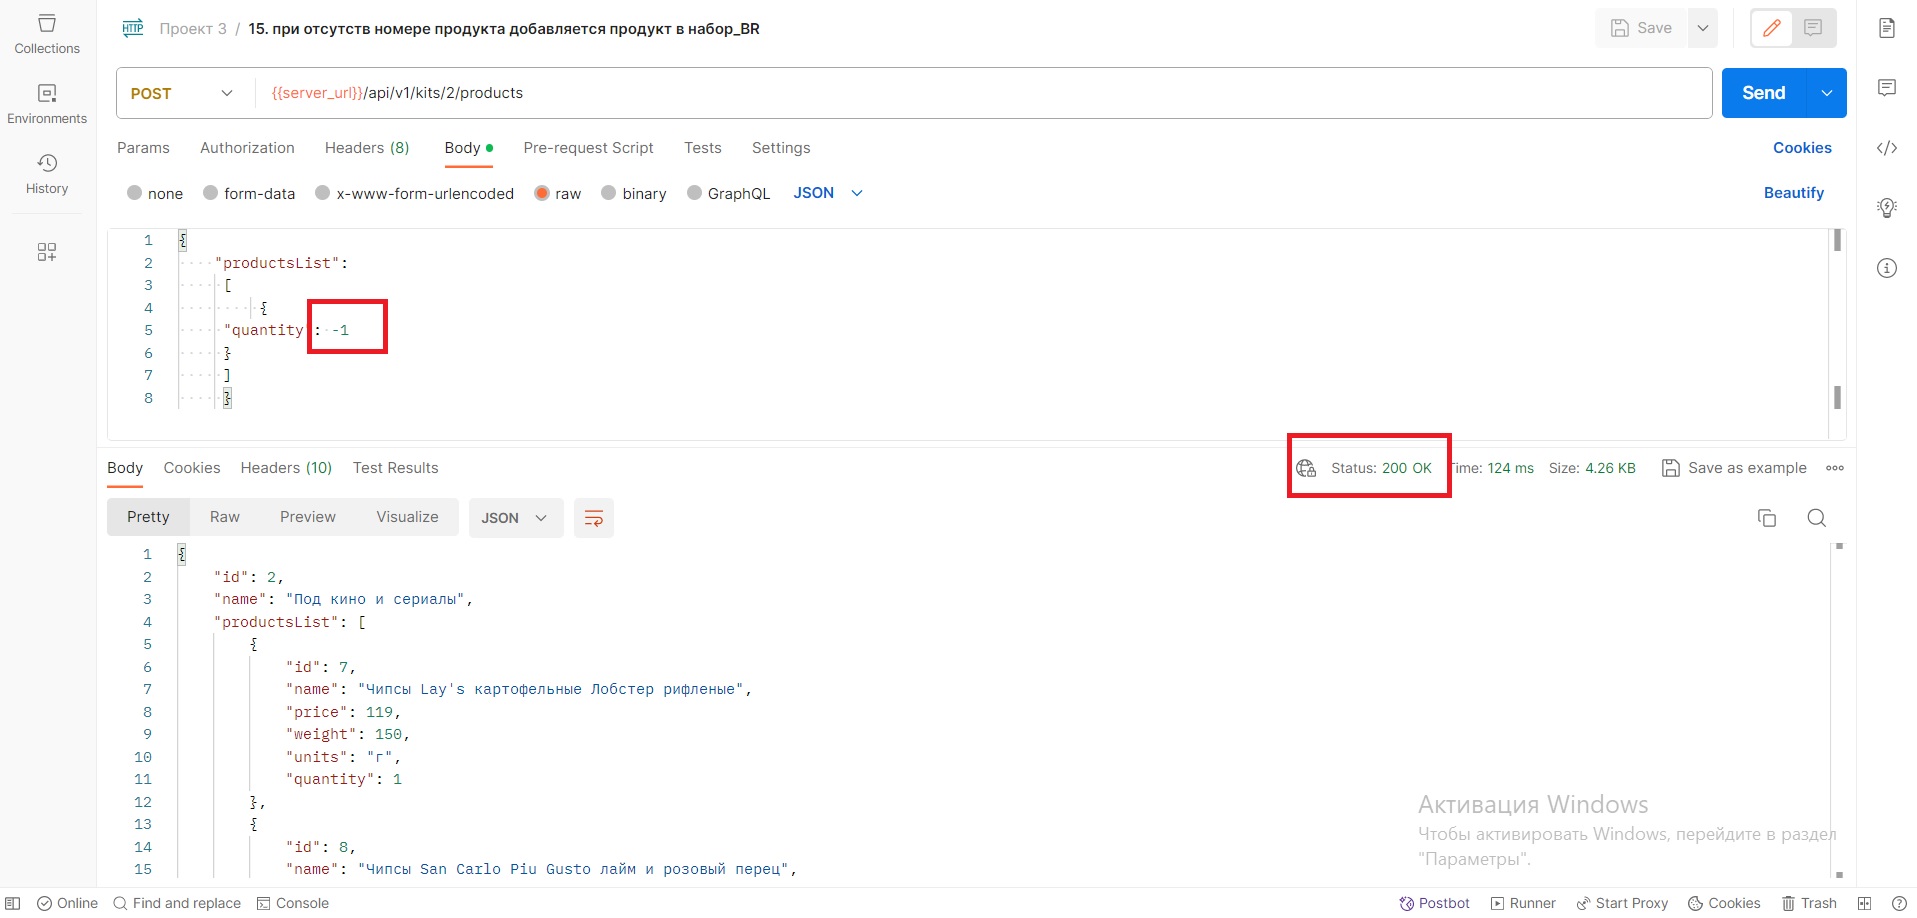 Collections
Environments
History
HTTP Проект 3 / 15. при отсутств номере продукта добавляется продукт в набор_BR
Save
POST {{server_url}}/api/v1/kits/2/products
Send
Params Authorization Headers (8) Body Pre-request Script Tests Settings Cookies
none form-data x-www-form-urlencoded raw binary GraphQL JSON Beautify
1 {
2 "productsList":
3 [
4 {
5 "quantity": -1
6 }
7 ]
8 }
Body Cookies Headers (10) Test Results Status: 200 OK Time: 124 ms Size: 4.26 KB Save as example
Pretty Raw Preview Visualize JSON
1 {
2 "id": 2,
3 "name": "Под кино и сериалы",
4 "productsList": [
5 {
6 "id": 7,
7 "name": "Чипсы Lay's картофельные Лобстер рифленые",
8 "price": 119,
9 "weight": 150,
10 "units": "г",
11 "quantity": 1
12 },
13 {
14 "id": 8,
15 "name": "Чипсы San Carlo Piu Gusto лайм и розовый перец",
Активация Windows
Чтобы активировать Windows, перейдите в раздел
"Параметры".
Online Find and replace Console Postbot Runner Start Proxy Cookies Trash